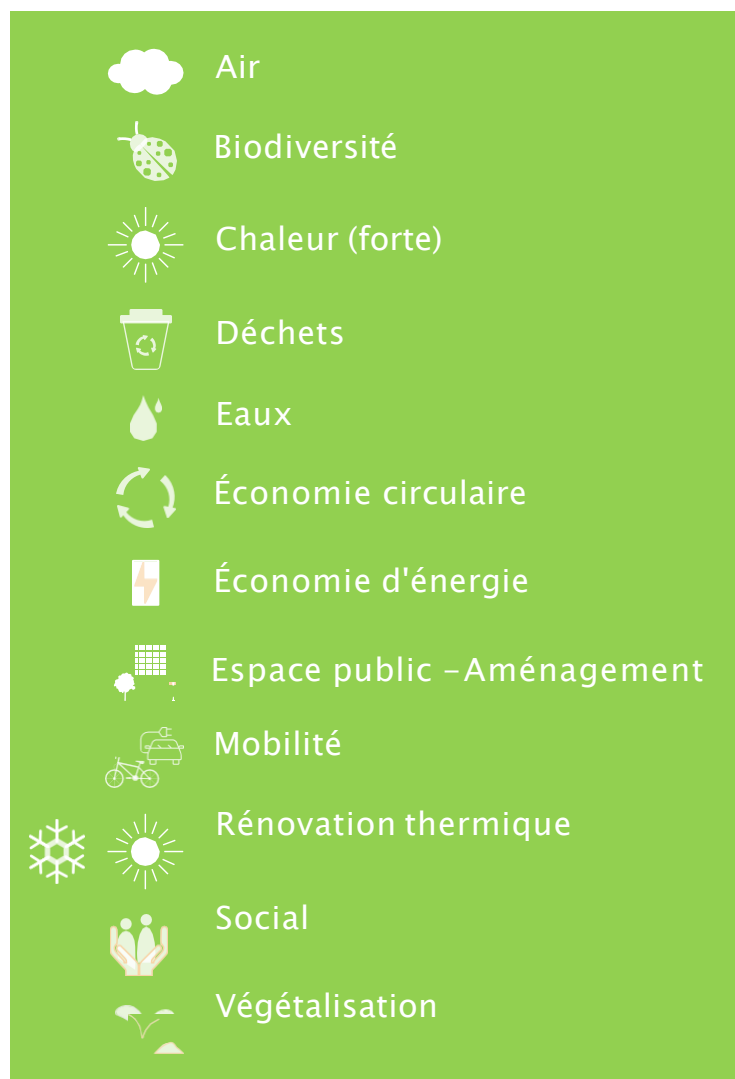 Air
Biodiversité
Chaleur (forte)
Déchets
Eaux
Économie circulaire
Économie d'énergie
Espace public –Aménagement
Mobilité
Rénovation thermique
Social
Végétalisation